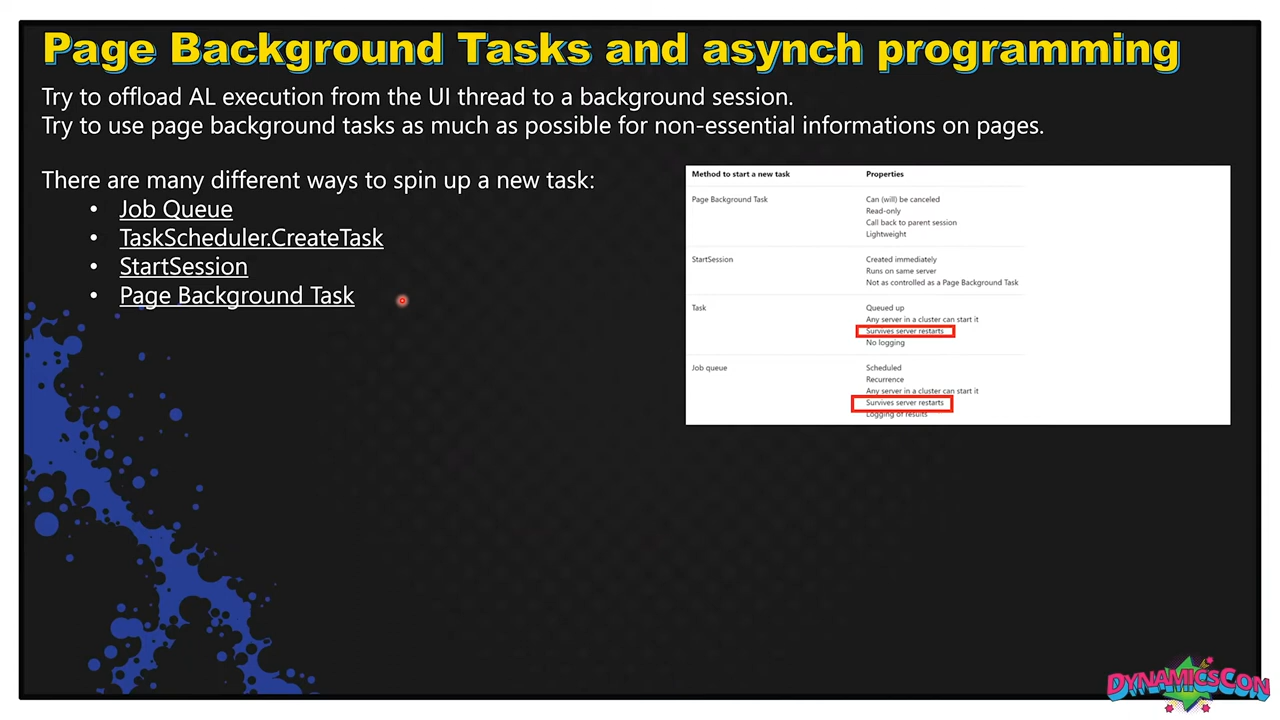 Page Background Tasks and asynch programming
Try to offload AL execution from the UI thread to a background session.
Try to use page background tasks as much as possible for non-essential informations on pages.
There are many different ways to spin up a new task:
• Job Queue
• TaskScheduler.CreateTask
• StartSession
• Page Background Task
Method to start a new task Properties
Page Background Task Can (will) be canceled
Read-only
Call back to parent session
Lightweight
StartSession Created immediately
Runs on same server
Not as controlled as a Page Background Task
Task Queued up
Any server in a cluster can start it
Survives server restarts
No logging
Job queue Scheduled
Recurrence
Any server in a cluster can start it
Survives server restarts
Logging of results
DYNAMICSCON